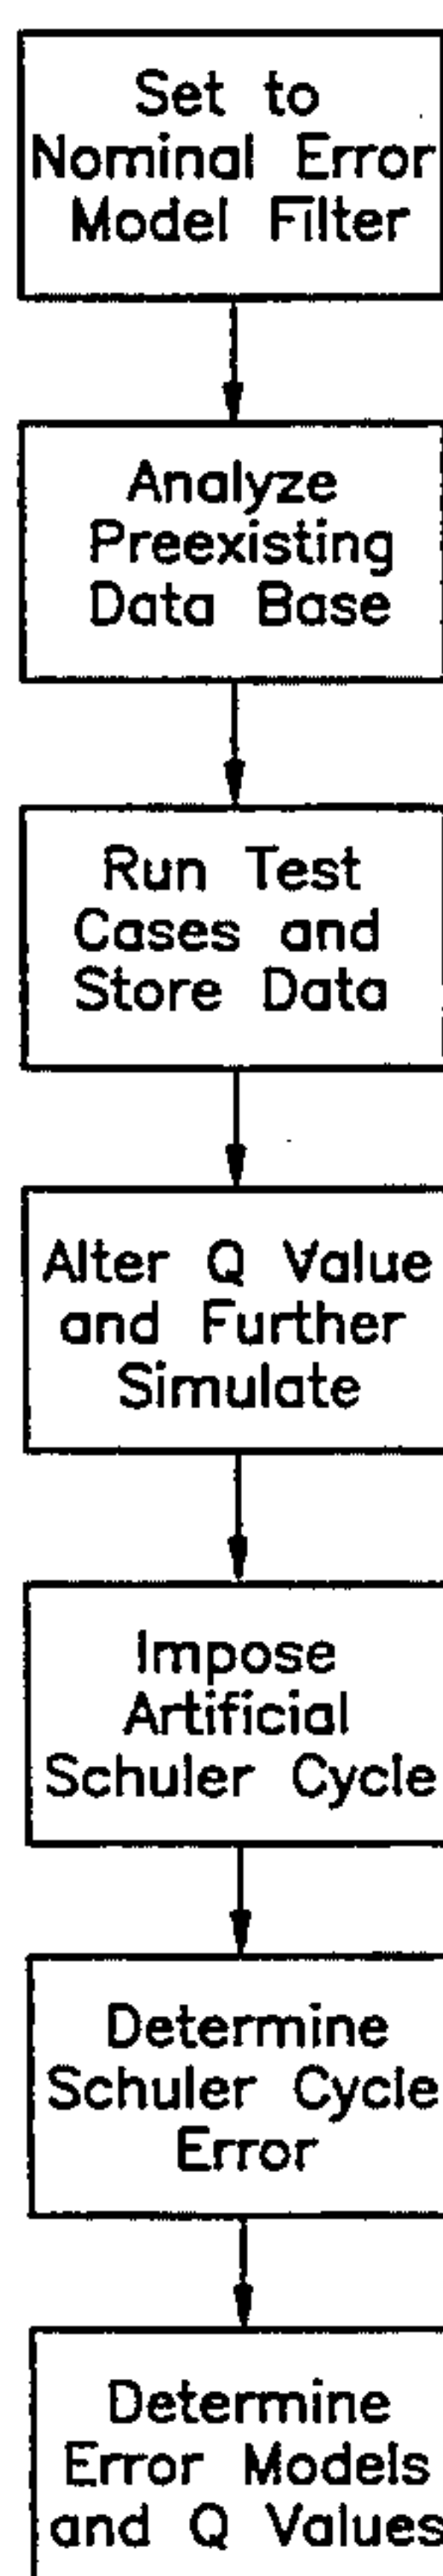 Set to
Nominal Error
Model Filter
Analyze
Preexisting
Data Base
Run Test
Cases and
Store Data
Alter Q Value
and Further
Simulate
Impose
Artificial
Schuler Cycle
Determine
Schuler Cycle
Error
Determine
Error Models
and Q Values